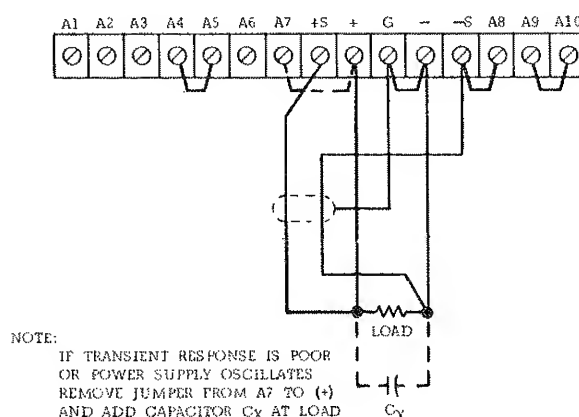 A1 A2 A3 A4 A5 A6 A7 +S + G − −S A8 A9 A10
LOAD
NOTE:
IF TRANSIENT RESPONSE IS POOR
OR POWER SUPPLY OSCILLATES
REMOVE JUMPER FROM A7 TO (+)
AND ADD CAPACITOR CX AT LOAD
CX